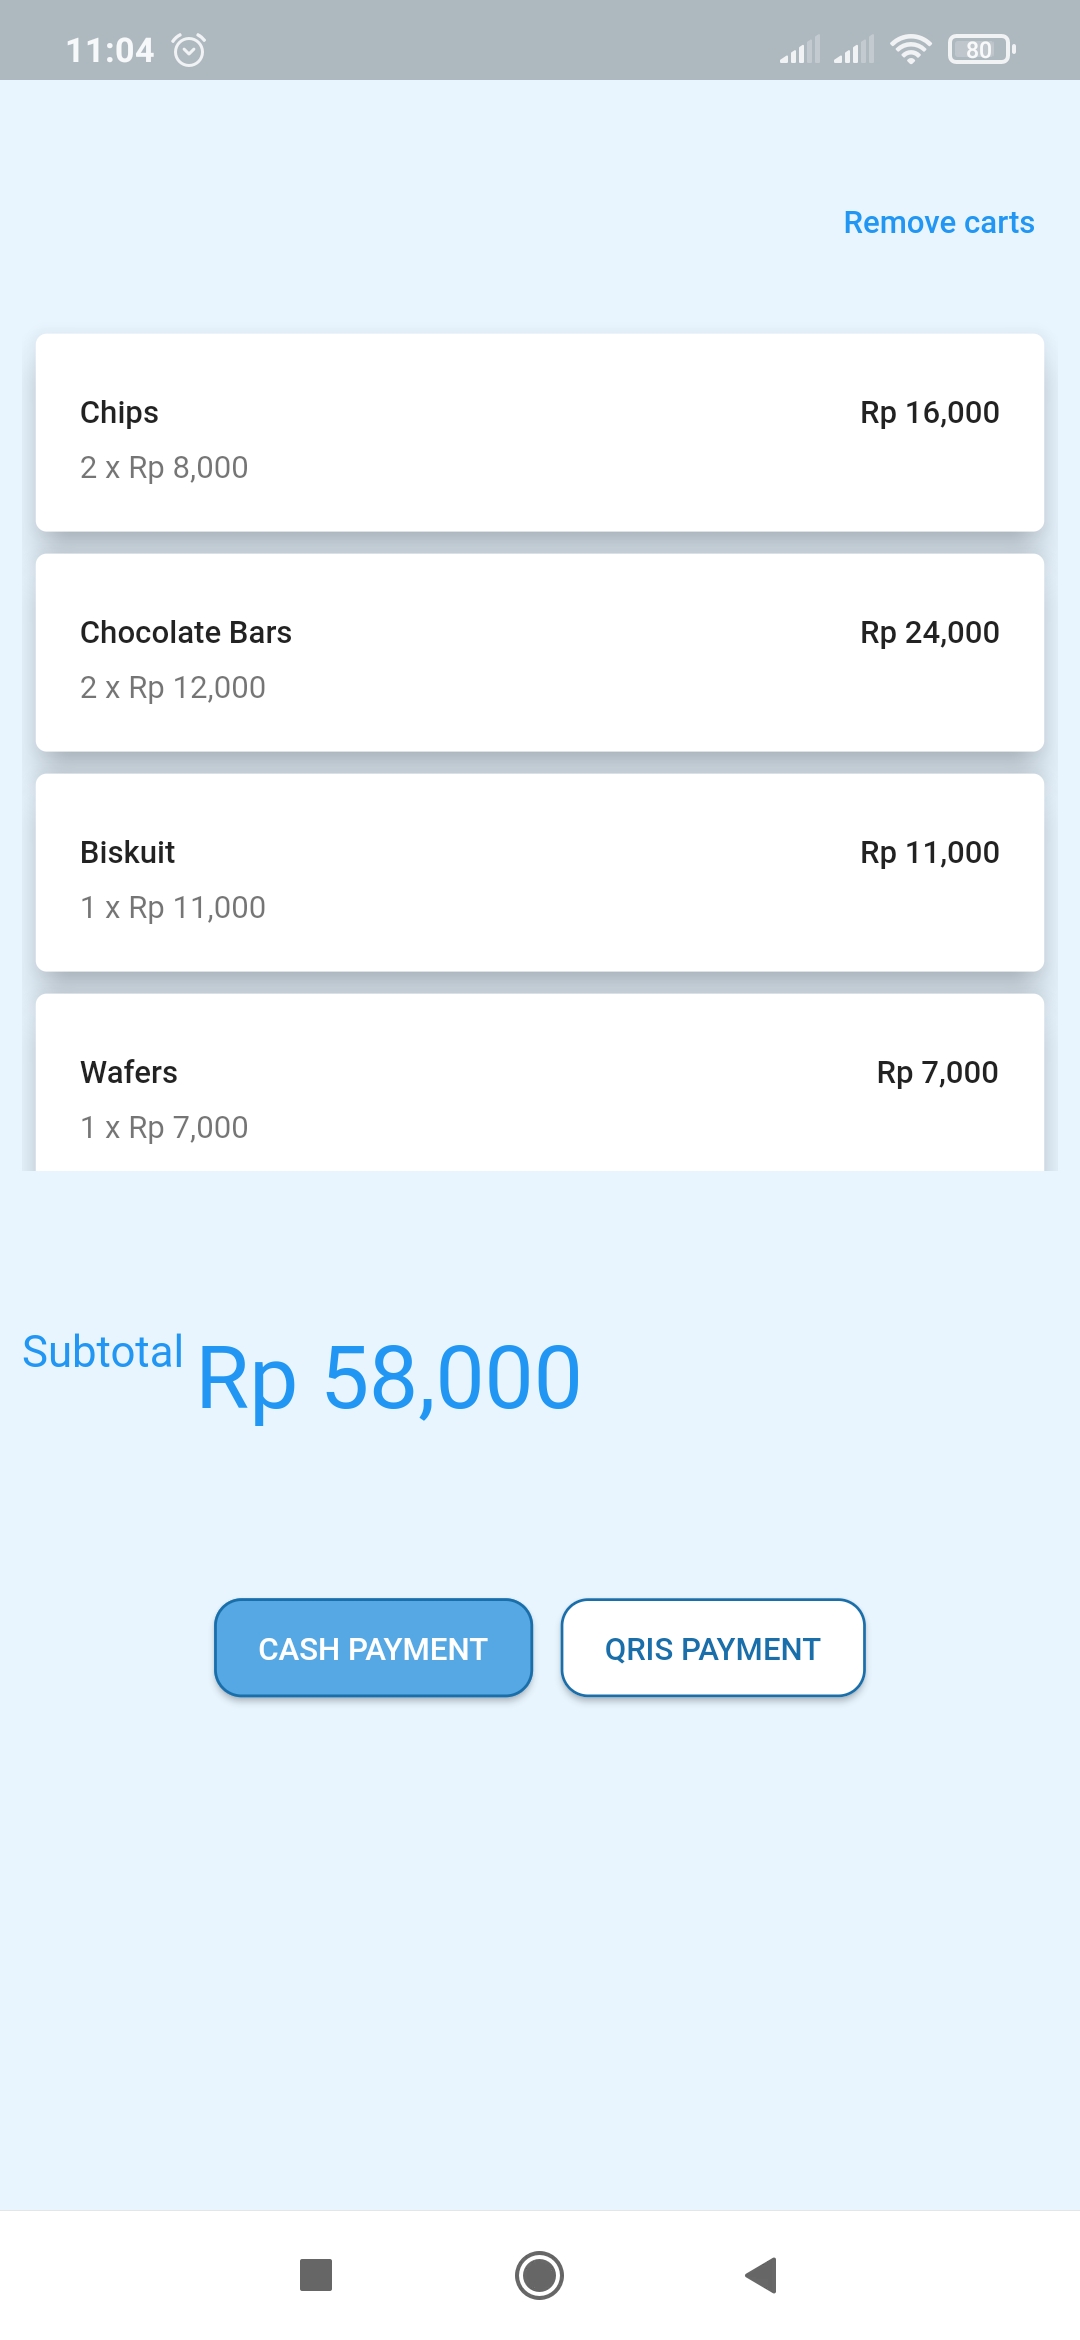 11:04
80
Remove carts
Chips Rp 16,000
2 x Rp 8,000
Chocolate Bars Rp 24,000
2 x Rp 12,000
Biskuit Rp 11,000
1 x Rp 11,000
Wafers Rp 7,000
1 x Rp 7,000
Subtotal Rp 58,000
CASH PAYMENT QRIS PAYMENT